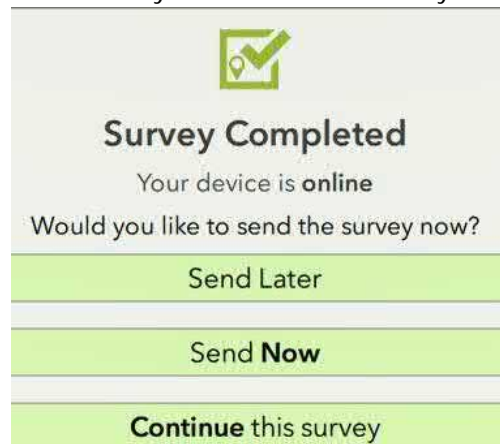 Survey Completed
Your device is online
Would you like to send the survey now?
Send Later
Send Now
Continue this survey